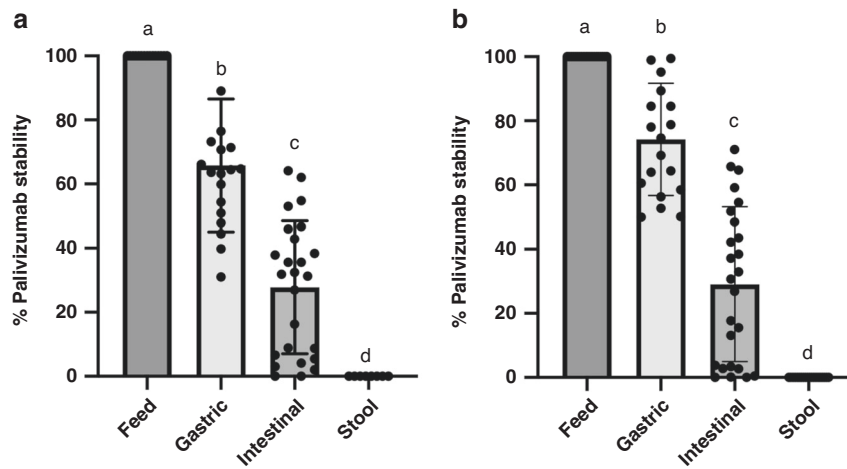 a
% Palivizumab stability
100
80
60
40
20
0
a
b
c
d
Feed
Gastric
Intestinal
Stool
b
% Palivizumab stability
100
80
60
40
20
0
a
b
c
d
Feed
Gastric
Intestinal
Stool